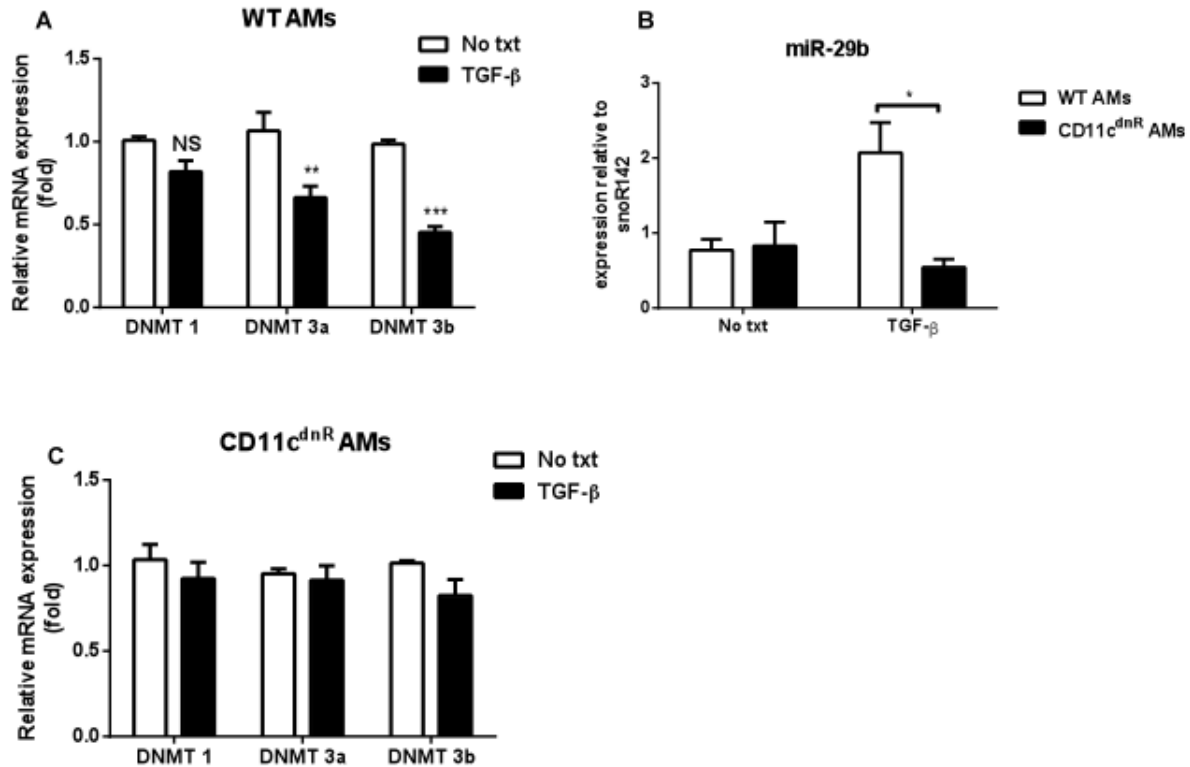 A
WT AMs
No txt
TGF-β
Relative mRNA expression
(fold)
1.5
1.0
0.5
0.0
NS
**
***
DNMT 1 DNMT 3a DNMT 3b
B
miR-29b
WT AMs
CD11c^dnR AMs
expression relative to
snoR142
3
2
1
0
*
No txt TGF-β
C
CD11c^dnR AMs
No txt
TGF-β
Relative mRNA expression
(fold)
1.5
1.0
0.5
0.0
DNMT 1 DNMT 3a DNMT 3b